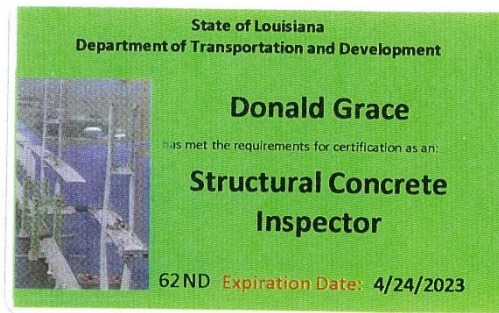 State of Louisiana
Department of Transportation and Development
Donald Grace
has met the requirements for certification as an:
Structural Concrete
Inspector
62ND Expiration Date: 4/24/2023